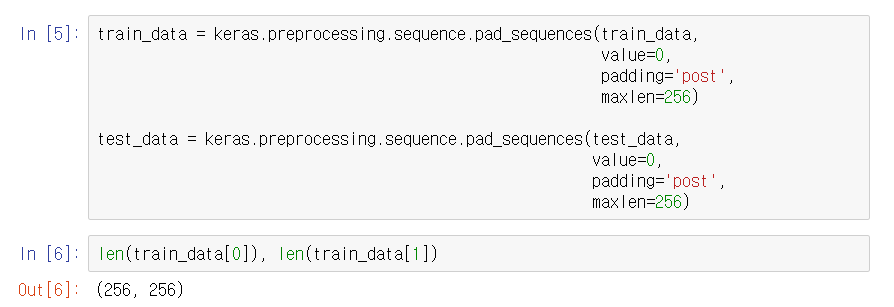 In [5]: train_data = keras.preprocessing.sequence.pad_sequences(train_data,
value=0,
padding='post',
maxlen=256)
test_data = keras.preprocessing.sequence.pad_sequences(test_data,
value=0,
padding='post',
maxlen=256)
In [6]: len(train_data[0]), len(train_data[1])
Out[6]: (256, 256)